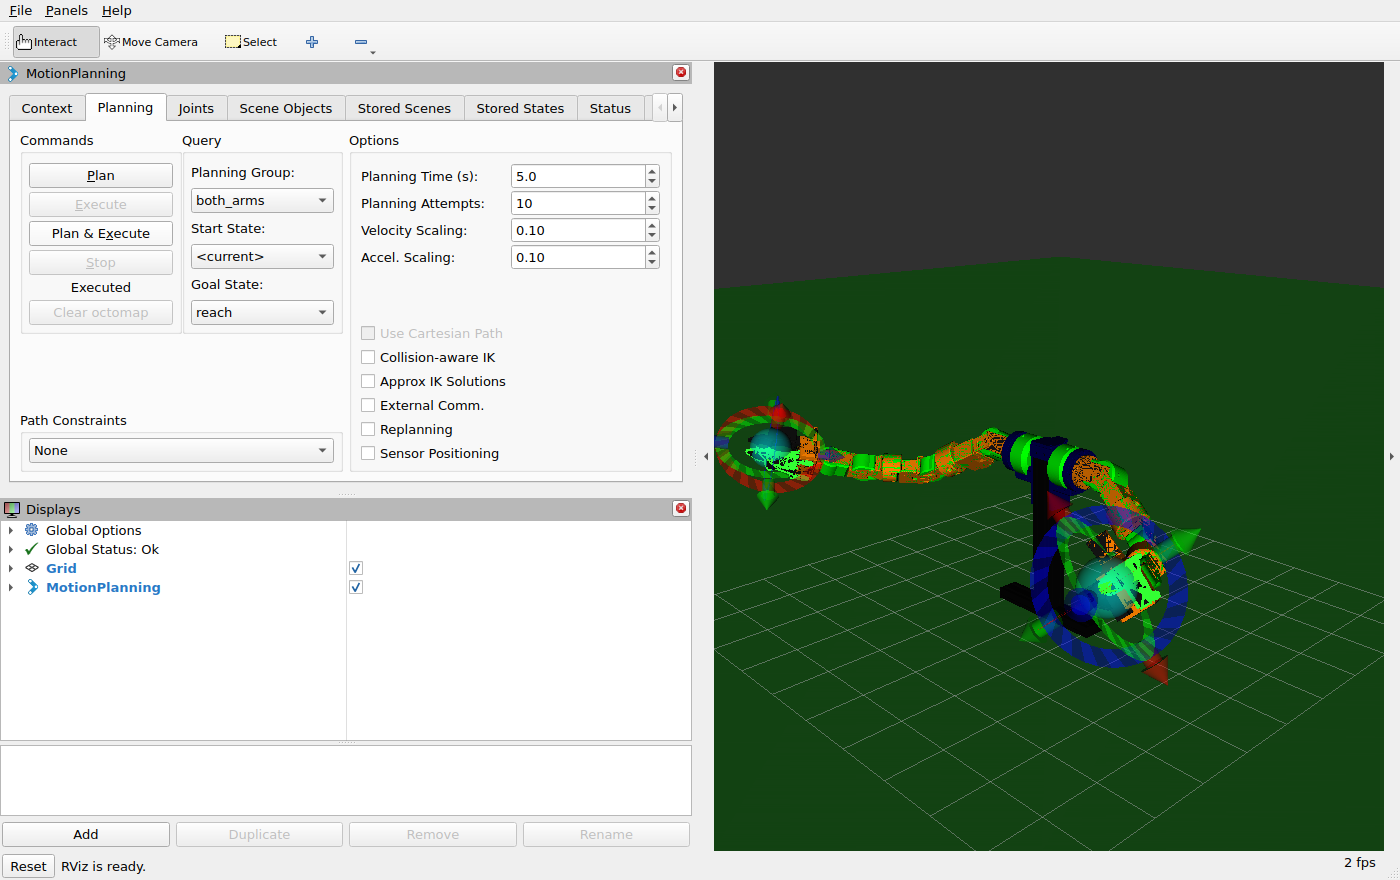 File Panels Help
Interact Move Camera Select
MotionPlanning
Context Planning Joints Scene Objects Stored Scenes Stored States Status
Commands Query Options
Plan
Execute
Plan & Execute
Stop
Executed
Clear octomap
Planning Group:
both_arms
Start State:
<current>
Goal State:
reach
Planning Time (s): 5.0
Planning Attempts: 10
Velocity Scaling: 0.10
Accel. Scaling: 0.10
Use Cartesian Path
Collision-aware IK
Approx IK Solutions
External Comm.
Replanning
Sensor Positioning
Path Constraints
None
Displays
Global Options
Global Status: Ok
Grid
MotionPlanning
Add Duplicate Remove Rename
Reset RViz is ready.
2 fps